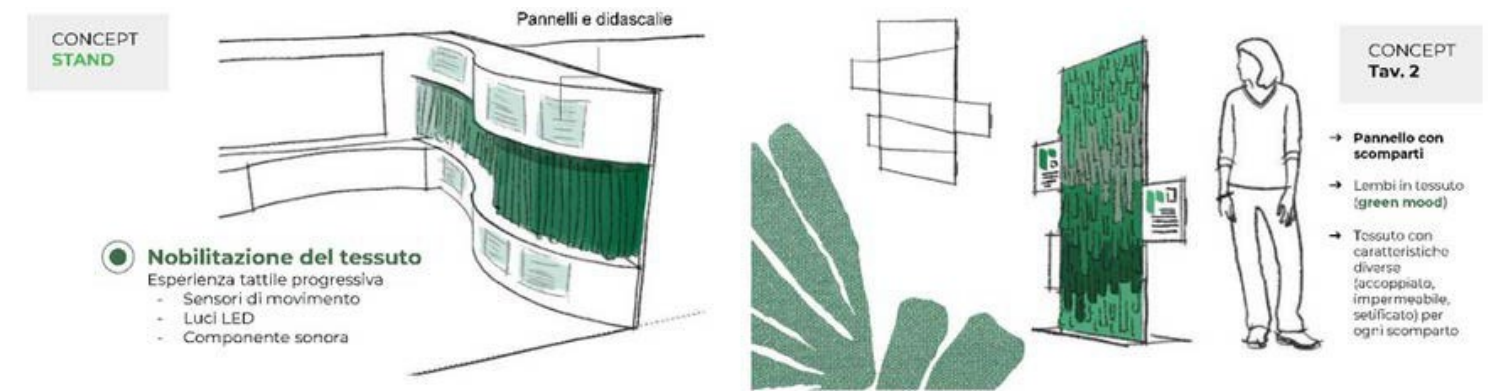 CONCEPT
STAND
Pannelli e didascalie
Nobilitazione del tessuto
Esperienza tattile progressiva
- Sensori di movimento
- Luci LED
- Componente sonora
CONCEPT
Tav. 2
→ Pannello con
scomparti
→ Lembi in tessuto
(green mood)
→ Tessuto con
caratteristiche
diverse
(accoppiato,
impermeabile,
setificato) per
ogni scomparto